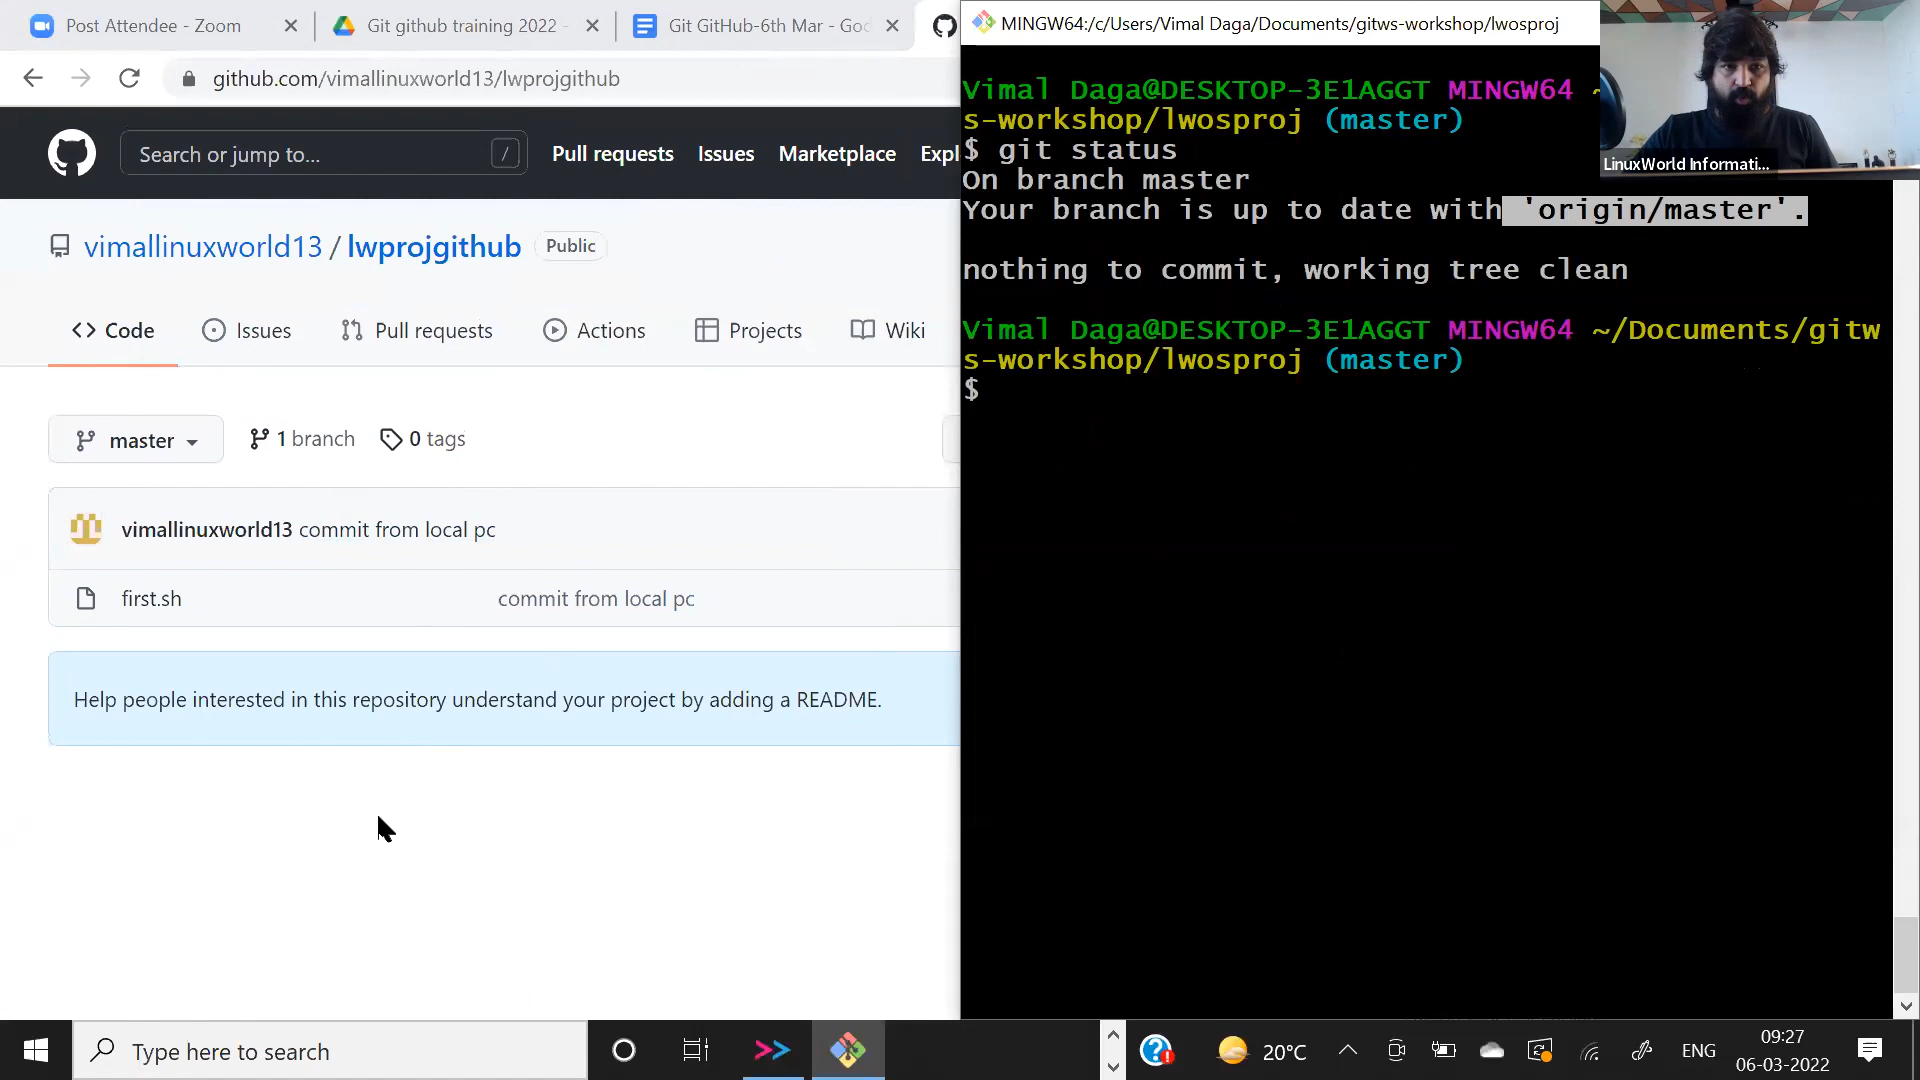 Post Attendee - Zoom
Git github training 2022 -
Git GitHub-6th Mar - Goo
github.com/vimallinuxworld13/lwprojgithub
Search or jump to...
/
Pull requests
Issues
Marketplace
Expl
vimallinuxworld13 / lwprojgithub
Public
Code
Issues
Pull requests
Actions
Projects
Wiki
master
1 branch
0 tags
vimallinuxworld13 commit from local pc
first.sh
commit from local pc
Help people interested in this repository understand your project by adding a README.
MINGW64:/c/Users/Vimal Daga/Documents/gitws-workshop/lwosproj
Vimal Daga@DESKTOP-3E1AGGT MINGW64 ~
s-workshop/lwosproj (master)
$ git status
On branch master
Your branch is up to date with 'origin/master'.
nothing to commit, working tree clean
Vimal Daga@DESKTOP-3E1AGGT MINGW64 ~/Documents/gitw
s-workshop/lwosproj (master)
$
LinuxWorld Informati...
Type here to search
20°C
ENG
09:27
06-03-2022